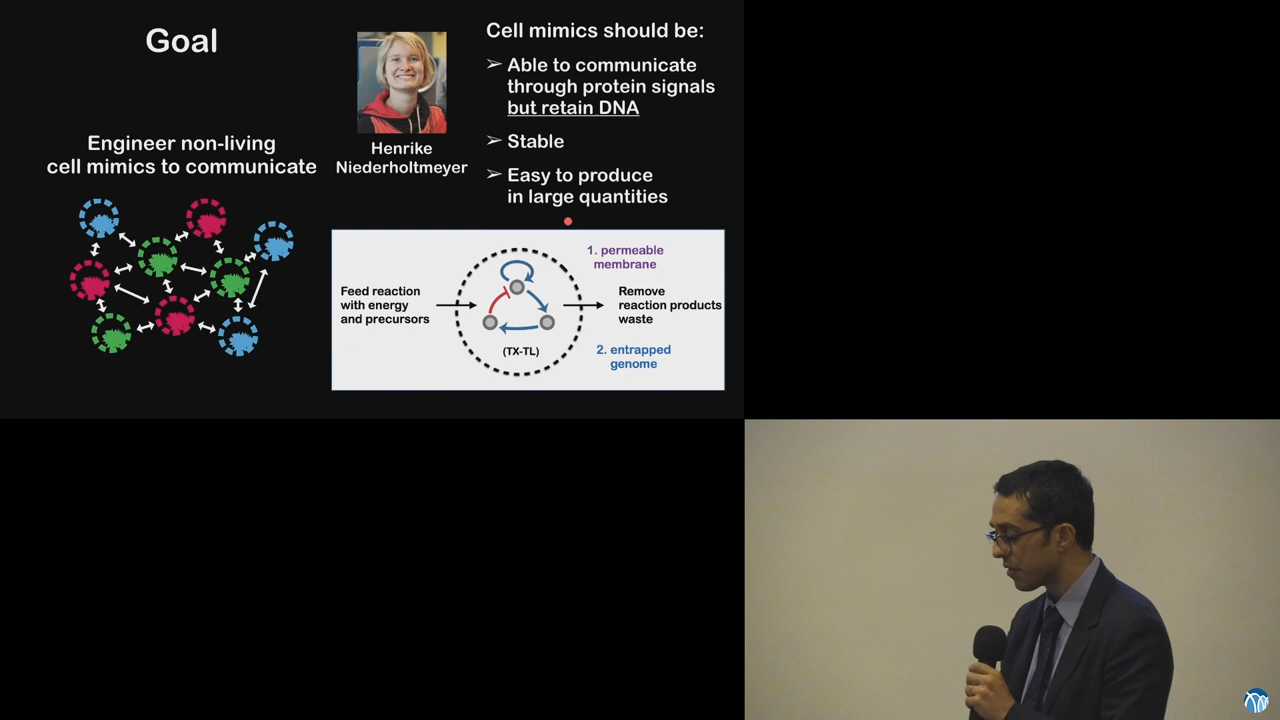 Goal
Engineer non-living
cell mimics to communicate
Henrike
Niederholtmeyer
Cell mimics should be:
➢ Able to communicate
through protein signals
but retain DNA
➢ Stable
➢ Easy to produce
in large quantities
Feed reaction
with energy
and precursors
(TX-TL)
1. permeable
membrane
Remove
reaction products
waste
2. entrapped
genome